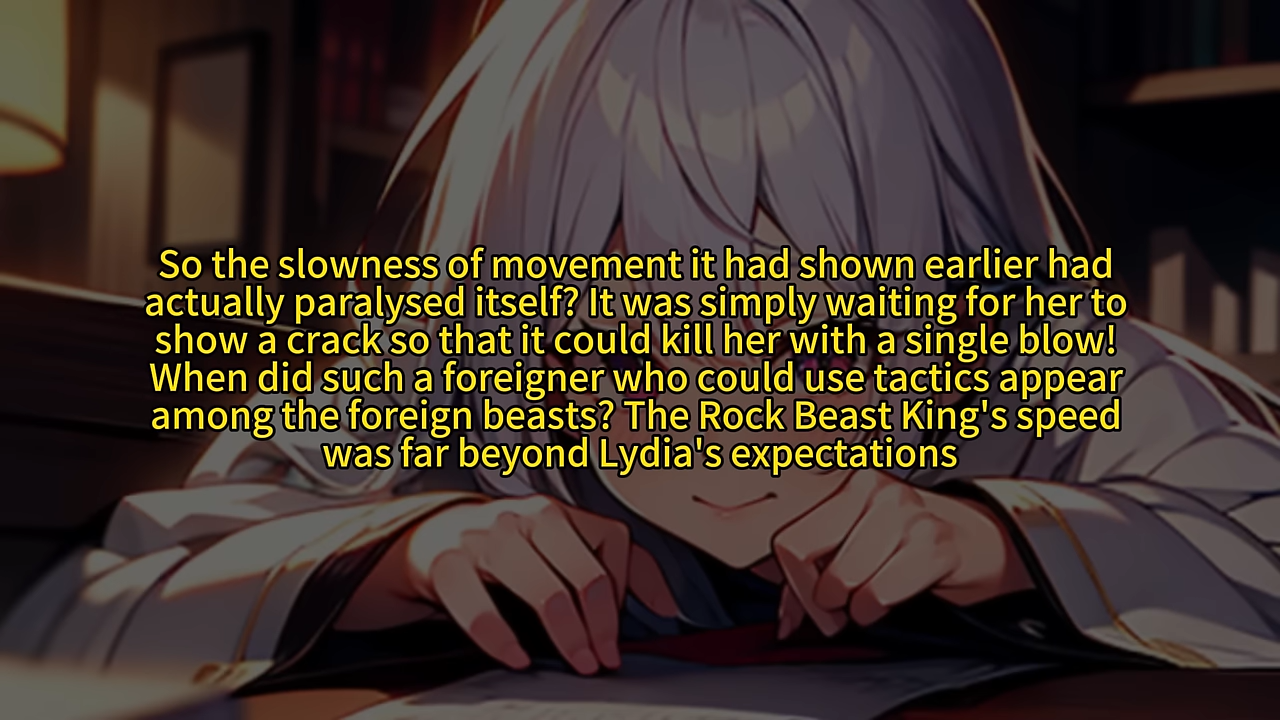 So the slowness of movement it had shown earlier had
actually paralysed itself? It was simply waiting for her to
show a crack so that it could kill her with a single blow!
When did such a foreigner who could use tactics appear
among the foreign beasts? The Rock Beast King's speed
was far beyond Lydia's expectations